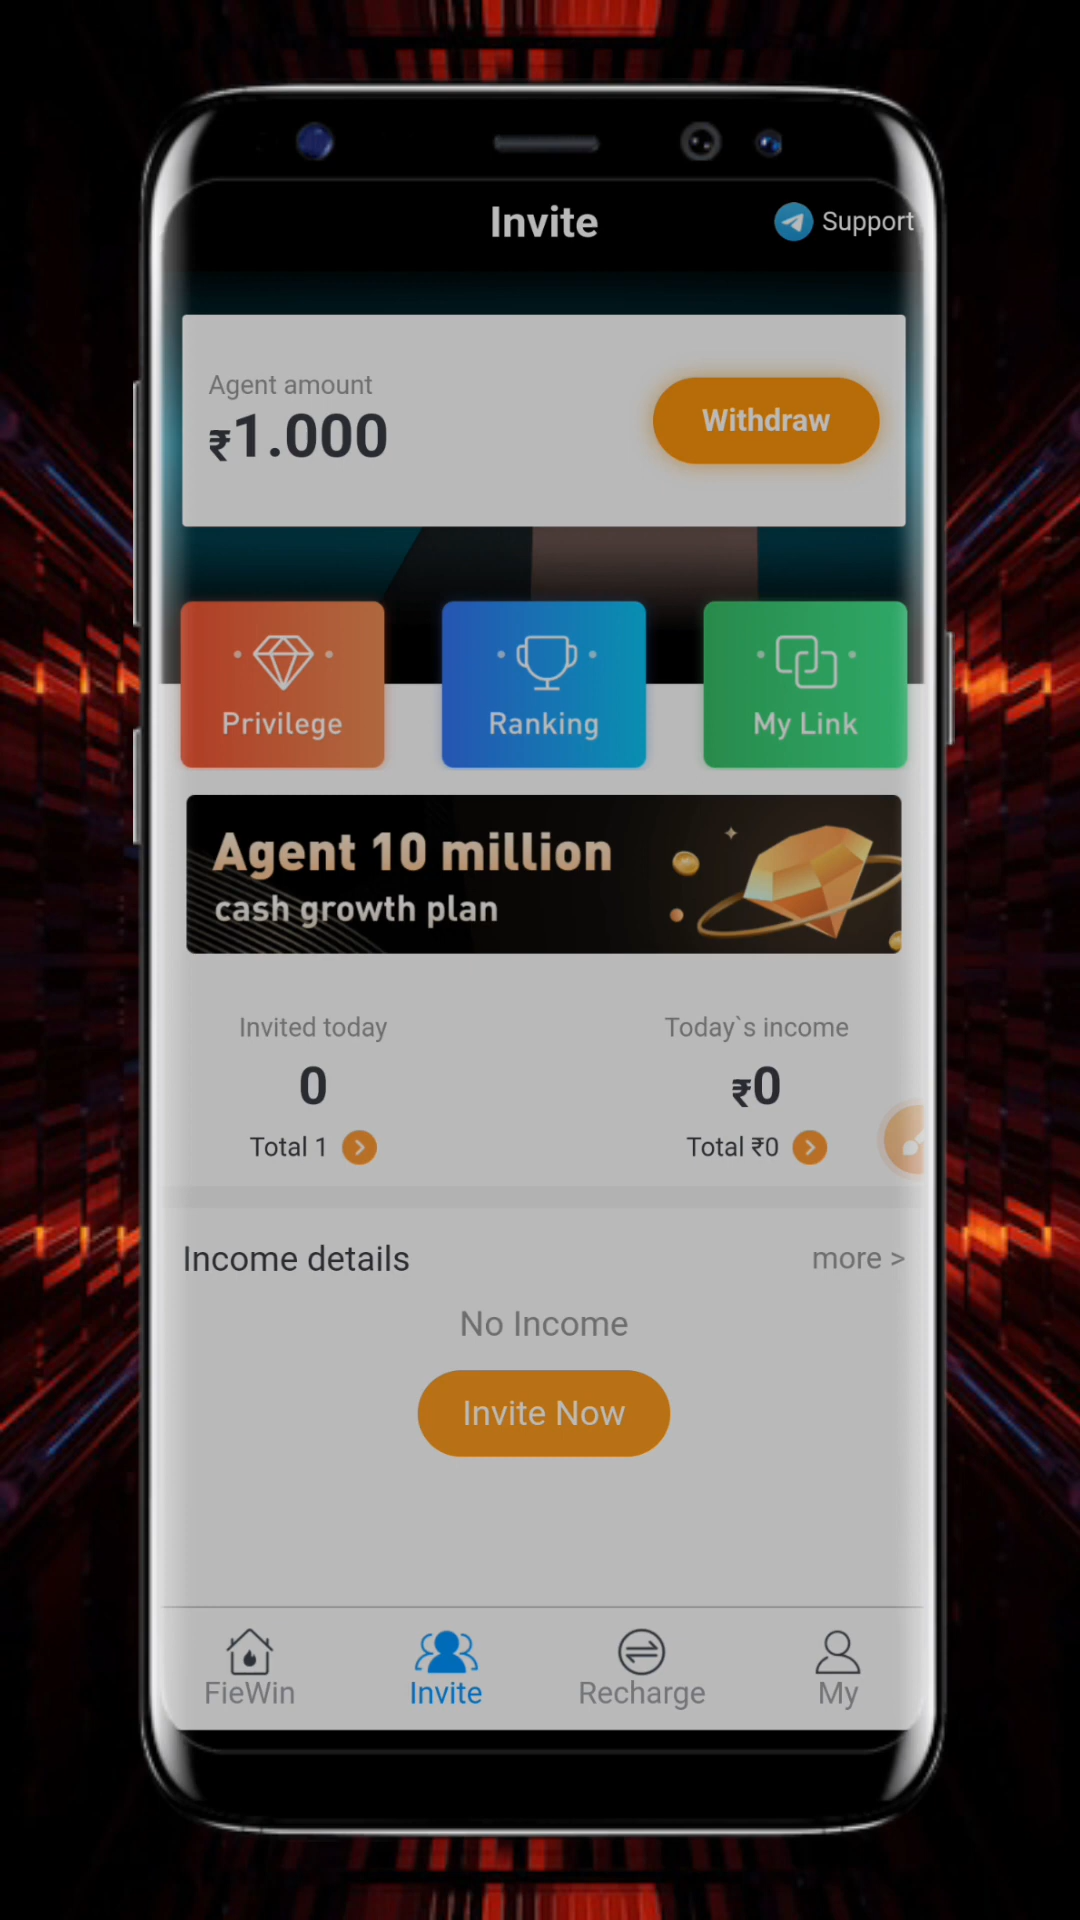 Invite
Support
Agent amount
₹1.000
Withdraw
Privilege
Ranking
My Link
Agent 10 million
cash growth plan
Invited today
Today`s income
0
₹0
Total 1
Total ₹0
Income details
more >
No Income
Invite Now
FieWin
Invite
Recharge
My